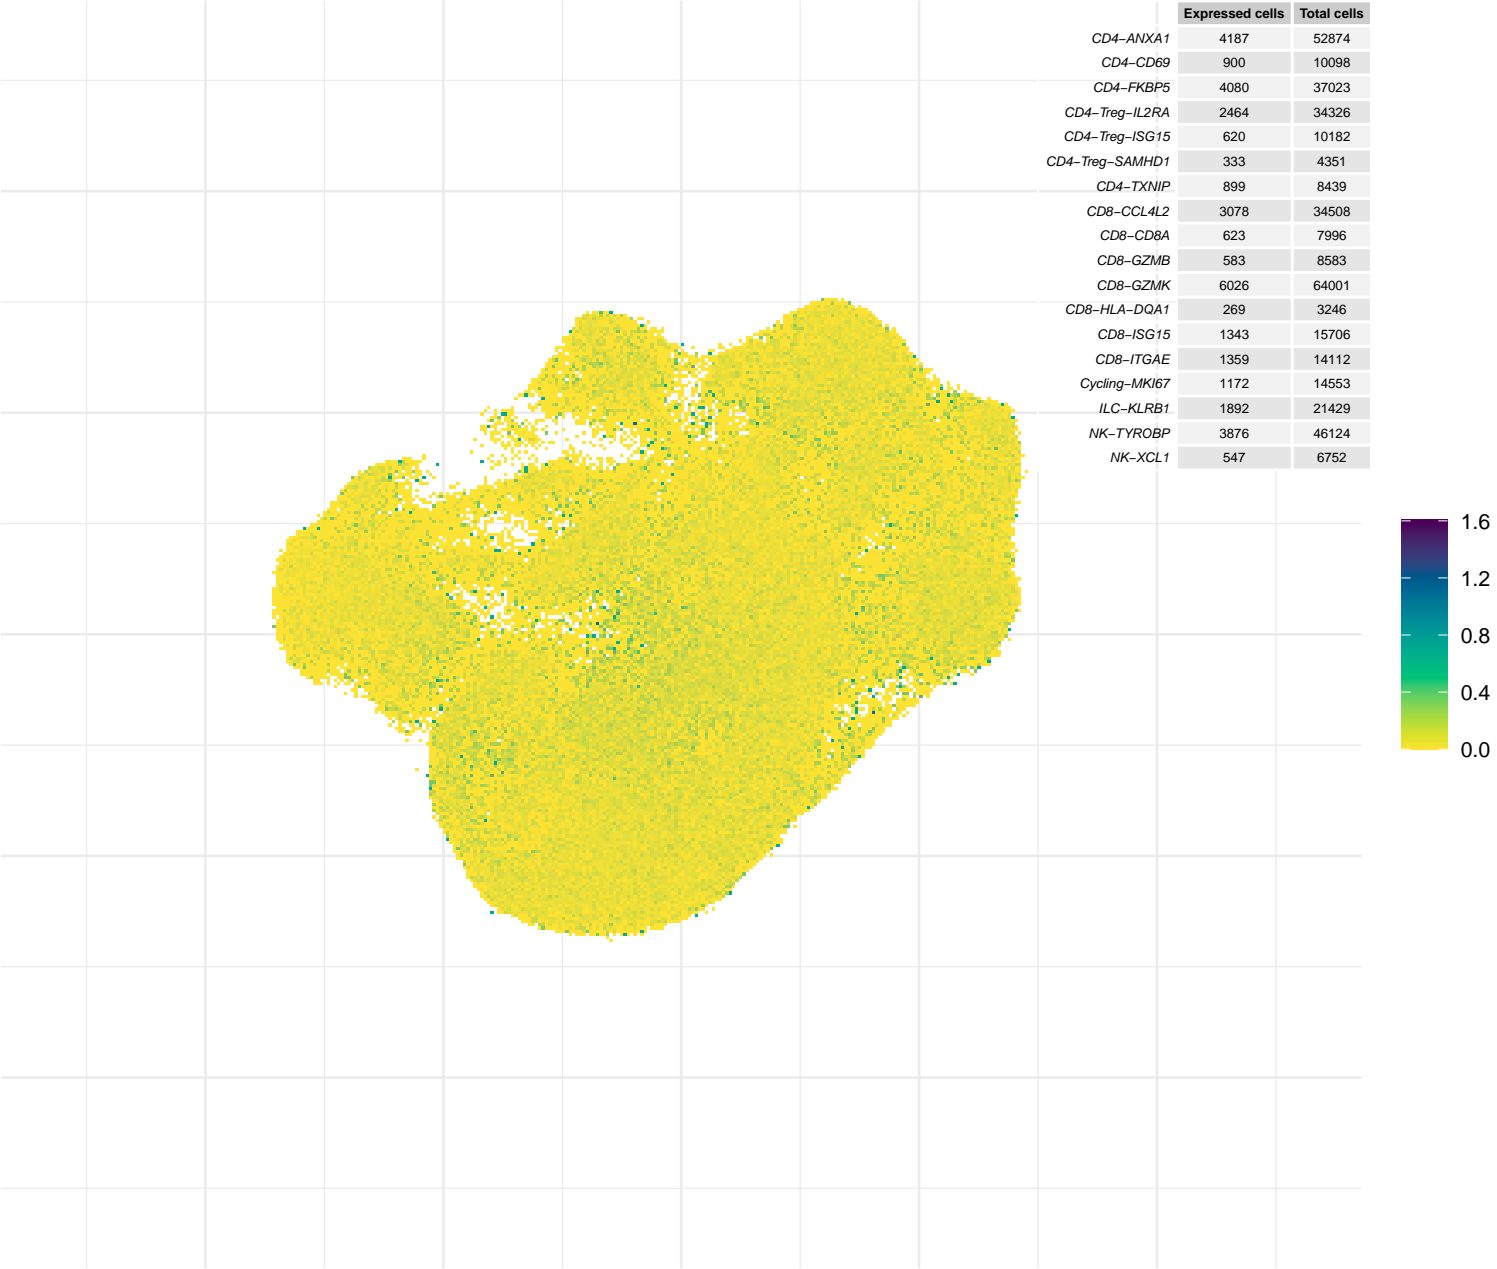 Expressed cells Total cells
CD4−ANXA1 4187 52874
CD4−CD69 900 10098
CD4−FKBP5 4080 37023
CD4−Treg−IL2RA 2464 34326
CD4−Treg−ISG15 620 10182
CD4−Treg−SAMHD1 333 4351
CD4−TXNIP 899 8439
CD8−CCL4L2 3078 34508
CD8−CD8A 623 7996
CD8−GZMB 583 8583
CD8−GZMK 6026 64001
CD8−HLA−DQA1 269 3246
CD8−ISG15 1343 15706
CD8−ITGAE 1359 14112
Cycling−MKI67 1172 14553
ILC−KLRB1 1892 21429
NK−TYROBP 3876 46124
NK−XCL1 547 6752
1.6
1.2
0.8
0.4
0.0